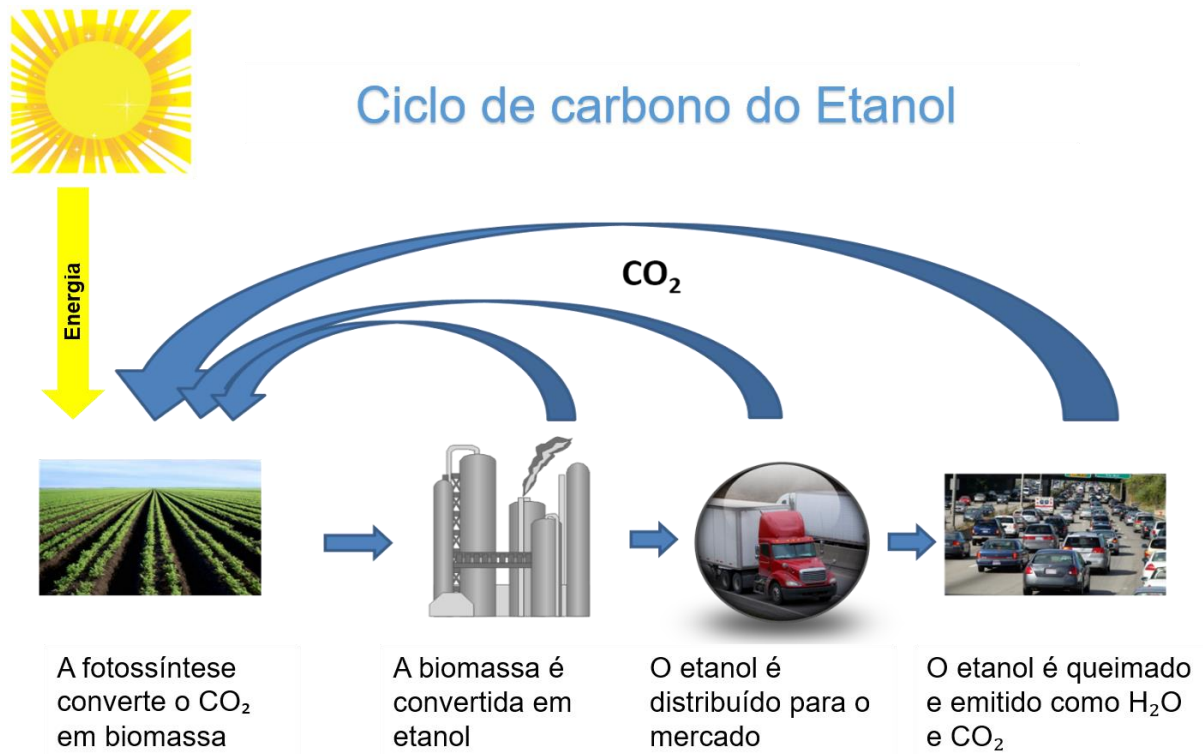 Ciclo de carbono do Etanol
Energia
CO₂
A fotossíntese
converte o CO₂
em biomassa
A biomassa é
convertida em
etanol
O etanol é
distribuído para o
mercado
O etanol é queimado
e emitido como H₂O
e CO₂